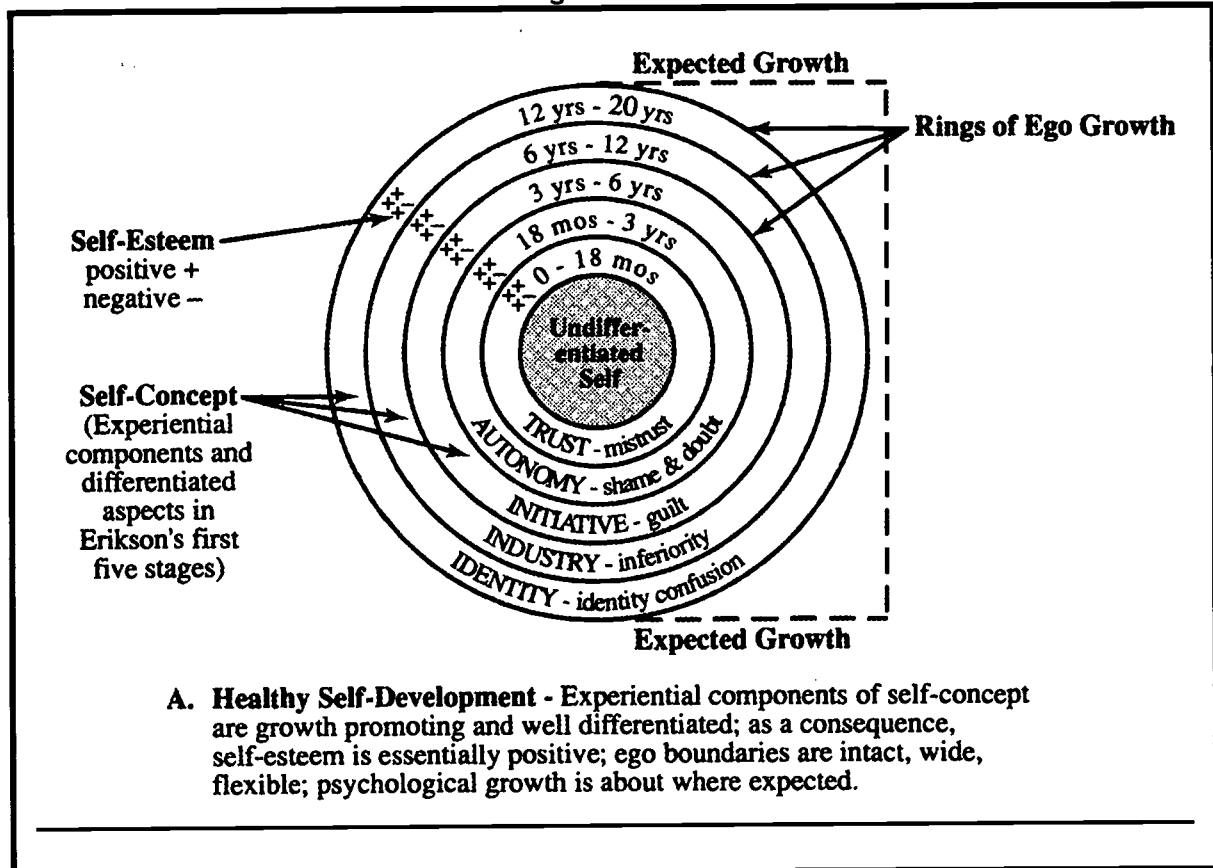 Expected Growth
12 yrs - 20 yrs
Rings of Ego Growth
6 yrs - 12 yrs
3 yrs - 6 yrs
18 mos - 3 yrs
0 - 18 mos
Self-Esteem
positive +
negative –
Undiffer-
entiated
Self
Self-Concept
(Experiential
components and
differentiated
aspects in
Erikson's first
five stages)
TRUST - mistrust
AUTONOMY - shame & doubt
INITIATIVE - guilt
INDUSTRY - inferiority
IDENTITY - identity confusion
Expected Growth
A. Healthy Self-Development - Experiential components of self-concept
are growth promoting and well differentiated; as a consequence,
self-esteem is essentially positive; ego boundaries are intact, wide,
flexible; psychological growth is about where expected.